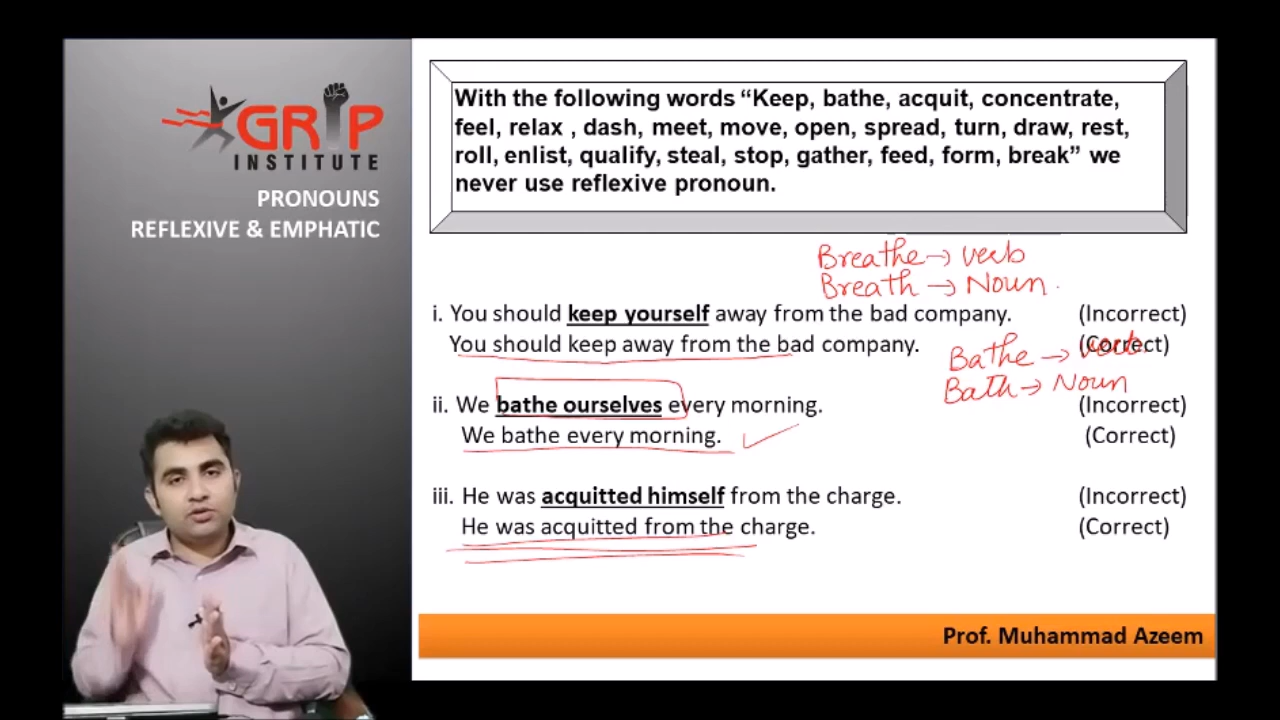 GRIP
INSTITUTE
PRONOUNS
REFLEXIVE & EMPHATIC
With the following words “Keep, bathe, acquit, concentrate,
feel, relax , dash, meet, move, open, spread, turn, draw, rest,
roll, enlist, qualify, steal, stop, gather, feed, form, break” we
never use reflexive pronoun.
Breathe → verb
Breath → Noun
i. You should keep yourself away from the bad company. (Incorrect)
You should keep away from the bad company. (Correct)
Bathe → verb
Bath → Noun
ii. We bathe ourselves every morning. (Incorrect)
We bathe every morning. (Correct)
iii. He was acquitted himself from the charge. (Incorrect)
He was acquitted from the charge. (Correct)
Prof. Muhammad Azeem